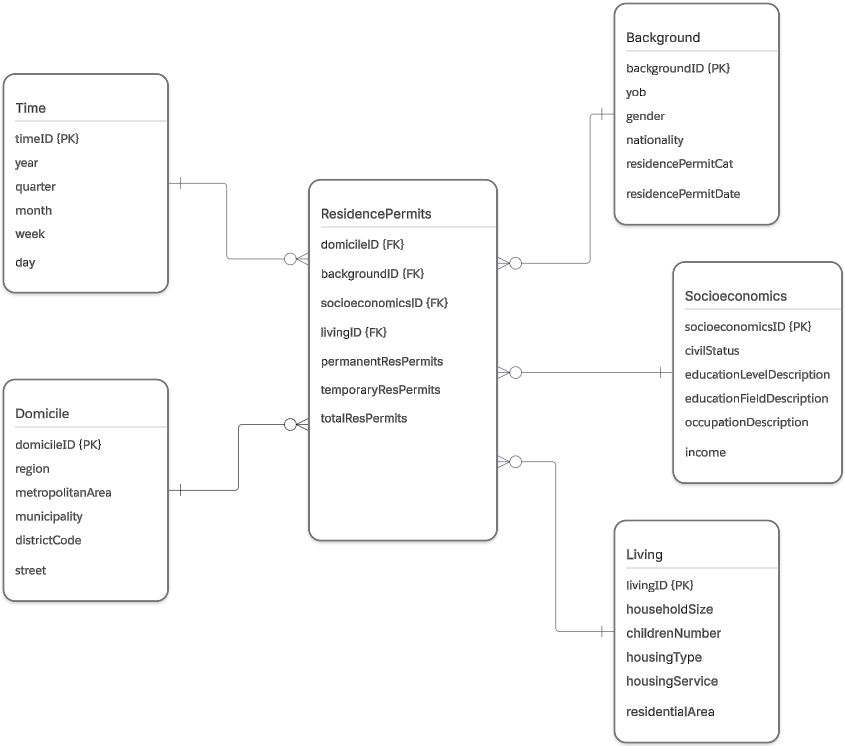 Time
timeID {PK}
year
quarter
month
week
day
Domicile
domicileID {PK}
region
metropolitanArea
municipality
districtCode
street
ResidencePermits
domicileID {FK}
backgroundID {FK}
socioeconomicsID {FK}
livingID {FK}
permanentResPermits
temporaryResPermits
totalResPermits
Background
backgroundID {PK}
yob
gender
nationality
residencePermitCat
residencePermitDate
Socioeconomics
socioeconomicsID {PK}
civilStatus
educationLevelDescription
educationFieldDescription
occupationDescription
income
Living
livingID {PK}
householdSize
childrenNumber
housingType
housingService
residentialArea